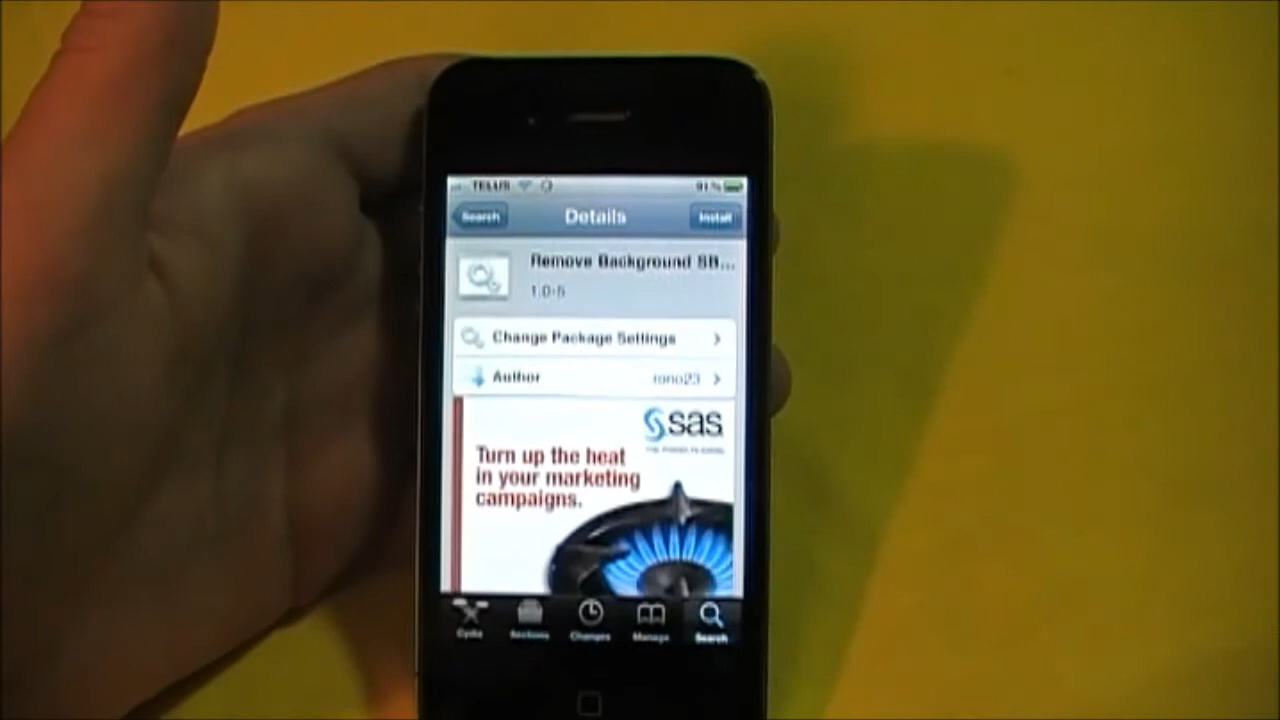 TELUS
91%
Search
Details
Install
Remove Background SB...
1.0-5
Change Package Settings
Author
rono23
sas
Turn up the heat
in your marketing
campaigns.
Cydia
Sections
Changes
Manage
Search